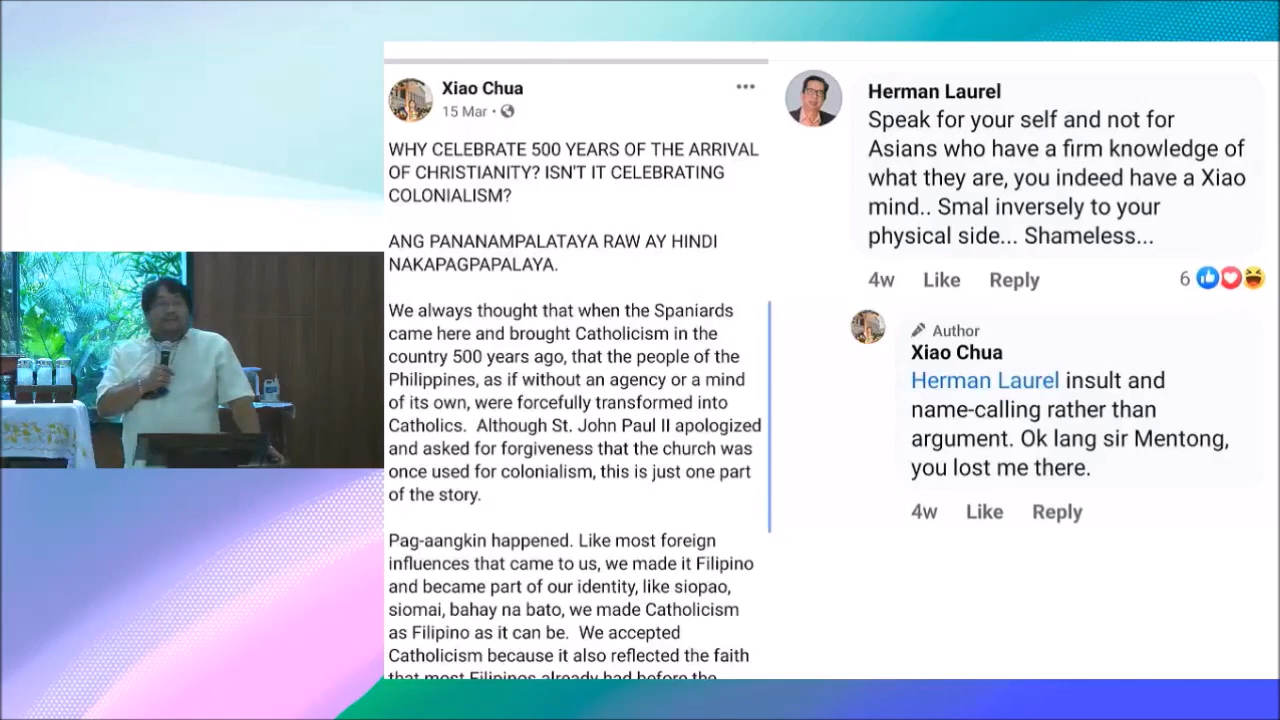 Xiao Chua
15 Mar
WHY CELEBRATE 500 YEARS OF THE ARRIVAL
OF CHRISTIANITY? ISN'T IT CELEBRATING
COLONIALISM?
ANG PANANAMPALATAYA RAW AY HINDI
NAKAPAGPAPALAYA.
We always thought that when the Spaniards
came here and brought Catholicism in the
country 500 years ago, that the people of the
Philippines, as if without an agency or a mind
of its own, were forcefully transformed into
Catholics. Although St. John Paul II apologized
and asked for forgiveness that the church was
once used for colonialism, this is just one part
of the story.
Pag-aangkin happened. Like most foreign
influences that came to us, we made it Filipino
and became part of our identity, like siopao,
siomai, bahay na bato, we made Catholicism
as Filipino as it can be. We accepted
Catholicism because it also reflected the faith
that most Filipinos already had before the
Herman Laurel
Speak for your self and not for
Asians who have a firm knowledge of
what they are, you indeed have a Xiao
mind.. Smal inversely to your
physical side... Shameless...
4w Like Reply 6
Author
Xiao Chua
Herman Laurel insult and
name-calling rather than
argument. Ok lang sir Mentong,
you lost me there.
4w Like Reply